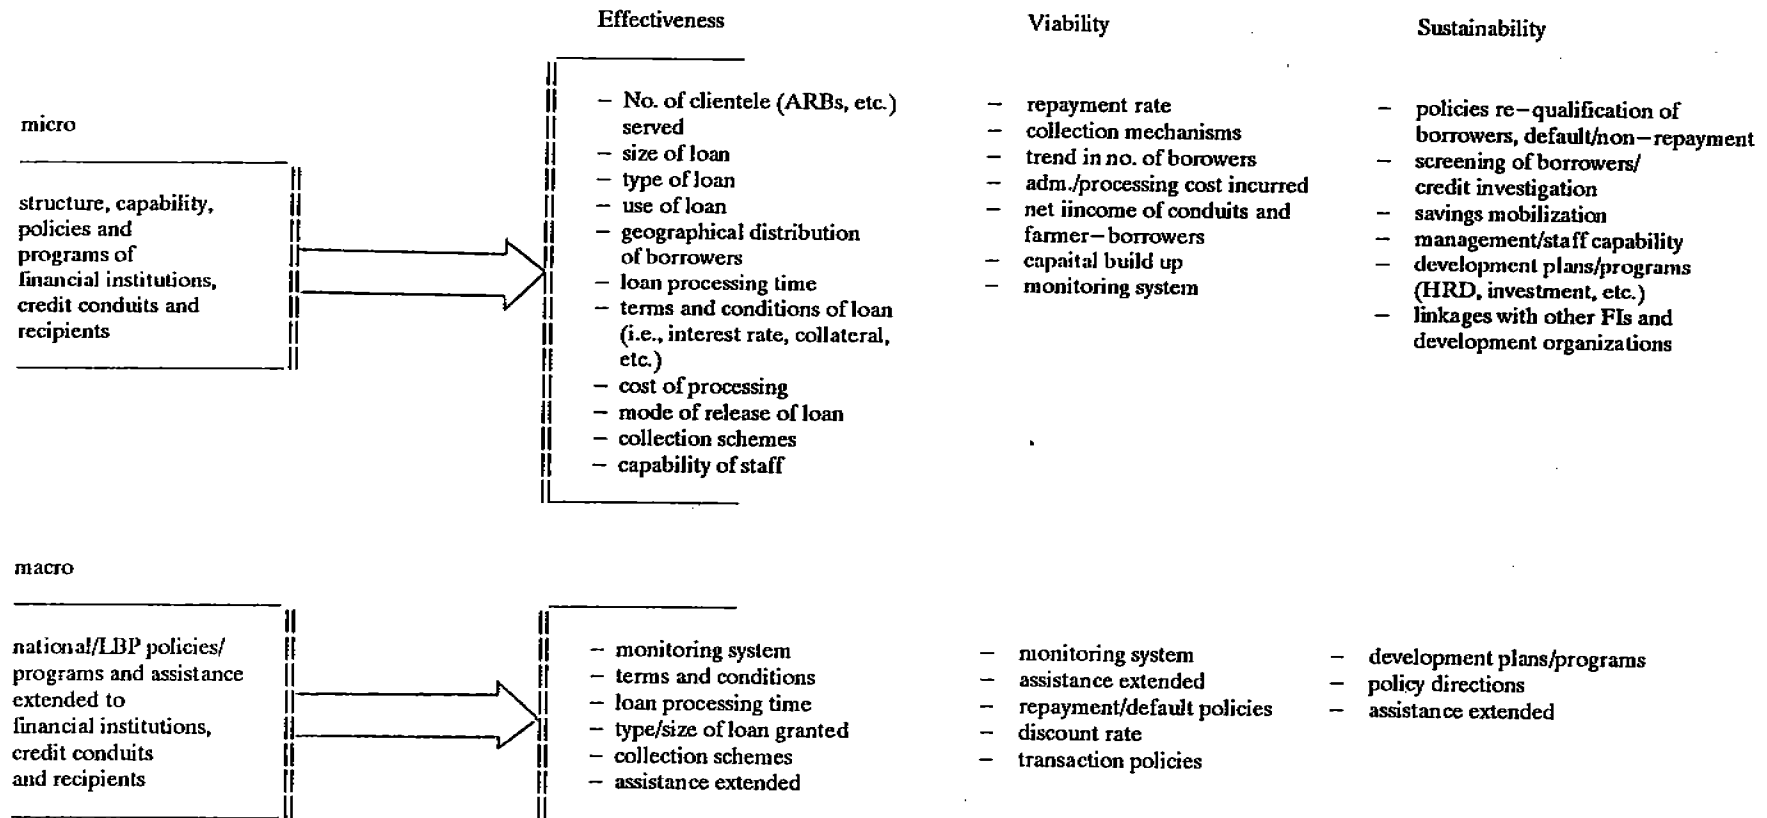 Effectiveness
Viability
Sustainability
micro
structure, capability,
policies and
programs of
financial institutions,
credit conduits and
recipients
— No. of clientele (ARBs, etc.)
served
— size of loan
— type of loan
— use of loan
— geographical distribution
of borrowers
— loan processing time
— terms and conditions of loan
(i.e., interest rate, collateral,
etc.)
— cost of processing
— mode of release of loan
— collection schemes
— capability of staff
— repayment rate
— collection mechanisms
— trend in no. of borowers
— adm./processing cost incurred
— net iincome of conduits and
farmer—borrowers
— capaital build up
— monitoring system
— policies re—qualification of
borrowers, default/non—repayment
— screening of borrowers/
credit investigation
— savings mobilization
— management/staff capability
— development plans/programs
(HRD, investment, etc.)
— linkages with other FIs and
development organizations
macro
national/LBP policies/
programs and assistance
extended to
financial institutions,
credit conduits
and recipients
— monitoring system
— terms and conditions
— loan processing time
— type/size of loan granted
— collection schemes
— assistance extended
— monitoring system
— assistance extended
— repayment/default policies
— discount rate
— transaction policies
— development plans/programs
— policy directions
— assistance extended